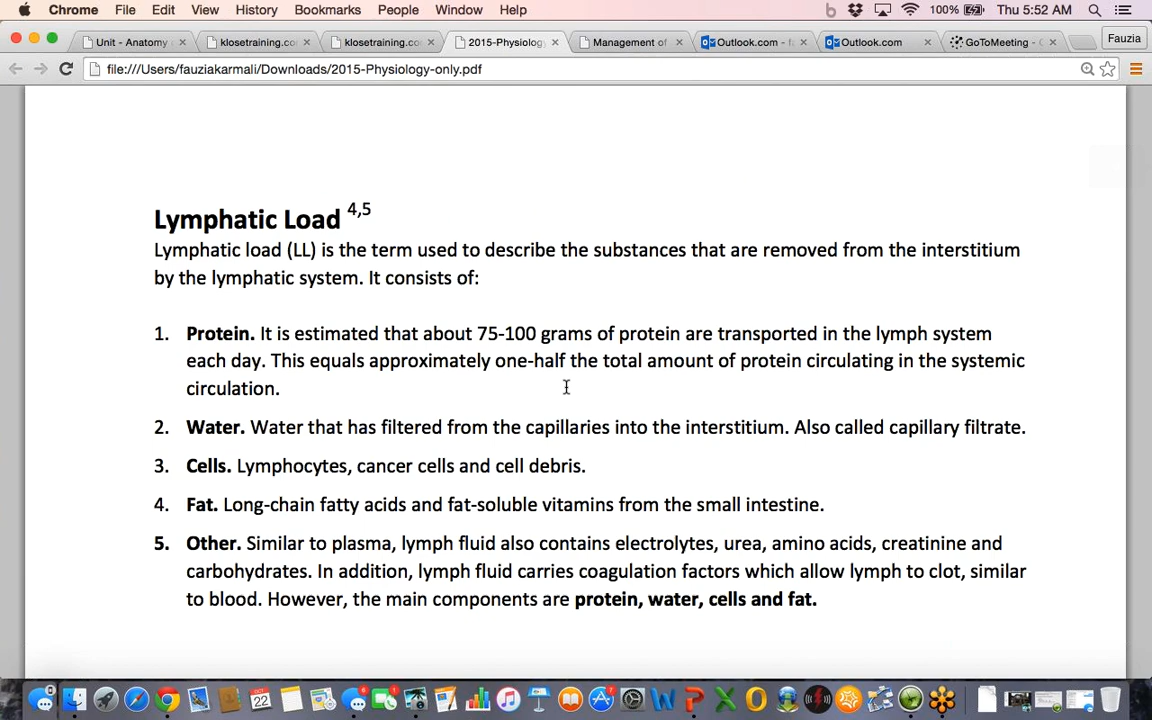 Chrome File Edit View History Bookmarks People Window Help 100% Thu 5:52 AM
Unit - Anatomy klosetraining.co klosetraining.co 2015-Physiolog Management of Outlook.com - f Outlook.com GoToMeeting - Fauzia
file:///Users/fauziakarmali/Downloads/2015-Physiology-only.pdf
Lymphatic Load 4,5
Lymphatic load (LL) is the term used to describe the substances that are removed from the interstitium
by the lymphatic system. It consists of:
1. Protein. It is estimated that about 75-100 grams of protein are transported in the lymph system
each day. This equals approximately one-half the total amount of protein circulating in the systemic
circulation.
2. Water. Water that has filtered from the capillaries into the interstitium. Also called capillary filtrate.
3. Cells. Lymphocytes, cancer cells and cell debris.
4. Fat. Long-chain fatty acids and fat-soluble vitamins from the small intestine.
5. Other. Similar to plasma, lymph fluid also contains electrolytes, urea, amino acids, creatinine and
carbohydrates. In addition, lymph fluid carries coagulation factors which allow lymph to clot, similar
to blood. However, the main components are protein, water, cells and fat.